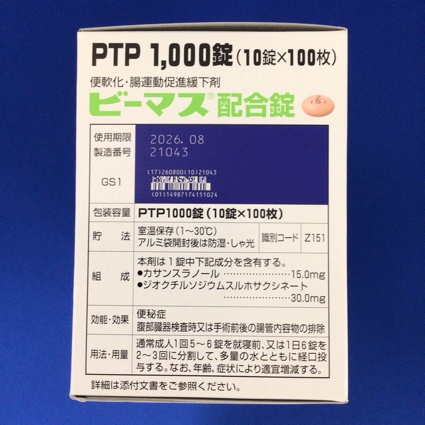 PTP 1,000錠(10錠×100枚)
便軟化・腸運動促進緩下剤
ビーマス®配合錠
使用期限 2026.08
製造番号 21043
GS1
(17)260800(10)21043
(01)14987174151024
包装容量 PTP1000錠(10錠×100枚)
貯法 室温保存(1~30℃) アルミ袋開封後は防湿・しゃ光 識別コード Z151
組成 本剤は1錠中下記成分を含有する。
●カサンスラノール ………………… 15.0mg
●ジオクチルソジウムスルホサクシネート
………………… 30.0mg
効能・効果 便秘症
腹部臓器検査時又は手術前後の腸管内容物の排除
用法・用量 通常成人1回5~6錠を就寝前、又は1日6錠を
2~3回に分割して、多量の水とともに経口投
与する。なお、年齢、症状により適宜増減する。
詳細は添付文書をご参照ください。